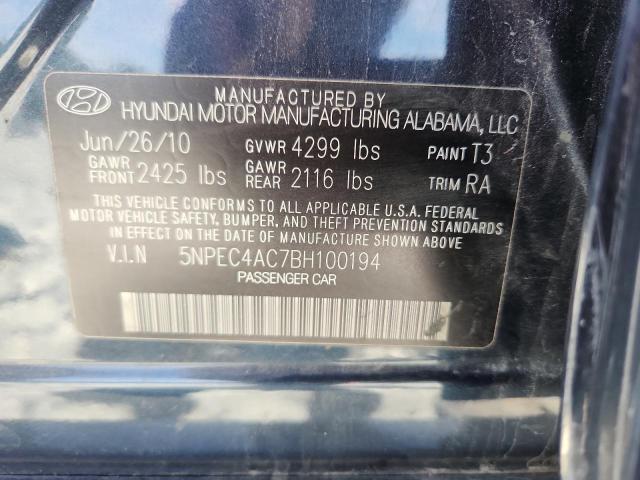 MANUFACTURED BY
HYUNDAI MOTOR MANUFACTURING ALABAMA, LLC
Jun/26/10 GVWR 4299 lbs PAINT T3
GAWR FRONT 2425 lbs GAWR REAR 2116 lbs TRIM RA
THIS VEHICLE CONFORMS TO ALL APPLICABLE U.S.A. FEDERAL
MOTOR VEHICLE SAFETY, BUMPER, AND THEFT PREVENTION STANDARDS
IN EFFECT ON THE DATE OF MANUFACTURE SHOWN ABOVE.
V.I.N 5NPEC4AC7BH100194
PASSENGER CAR